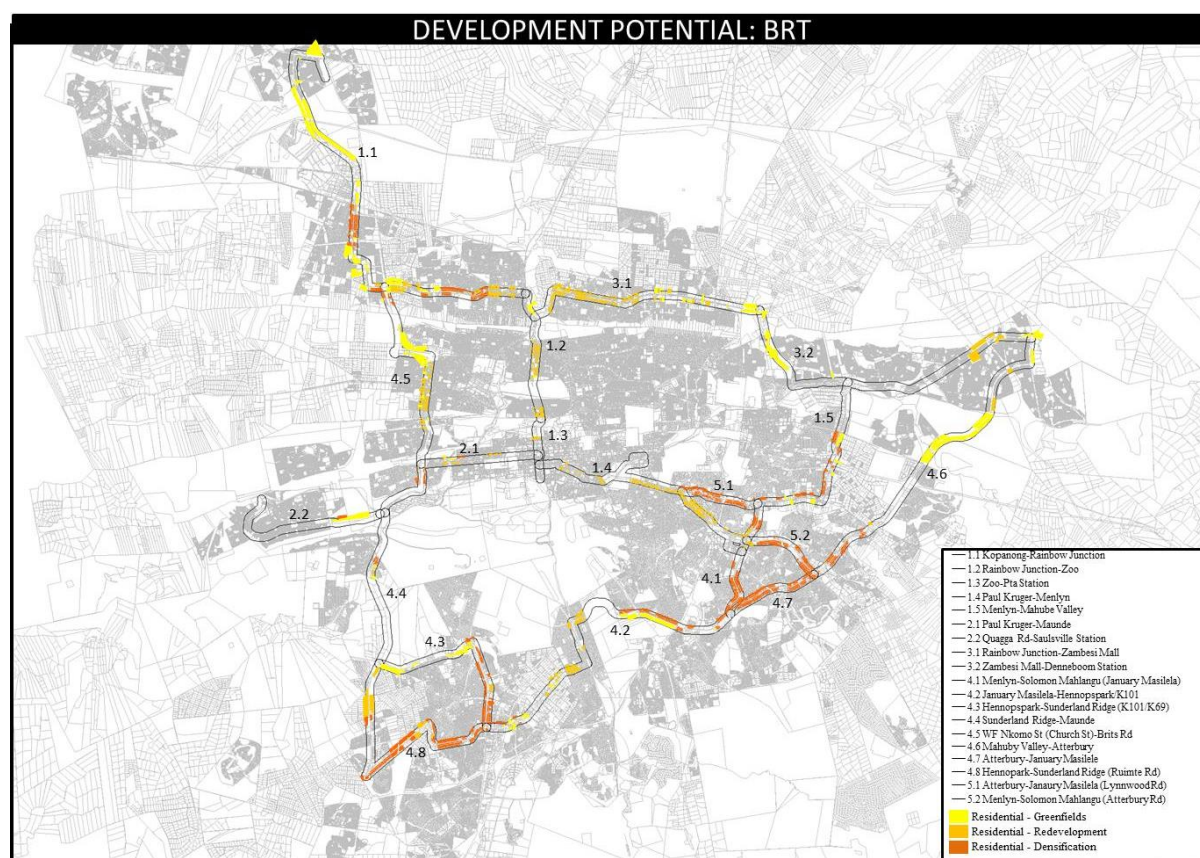 DEVELOPMENT POTENTIAL: BRT
1.1
3.1
1.2
3.2
4.5
1.5
1.3
2.1
1.4
4.6
5.1
2.2
5.2
4.1
4.4
4.7
4.2
4.3
4.8
1.1 Kopanong-Rainbow Junction
1.2 Rainbow Junction-Zoo
1.3 Zoo-Pta Station
1.4 Paul Kruger-Menlyn
1.5 Menlyn-Mahube Valley
2.1 Paul Kruger-Maunde
2.2 Quagga Rd-Saulsville Station
3.1 Rainbow Junction-Zambesi Mall
3.2 Zambesi Mall-Denneboom Station
4.1 Menlyn-Solomon Mahlangu (January Masilela)
4.2 January Masilela-Hennopspark/K101
4.3 Hennopspark-Sunderland Ridge (K101/K69)
4.4 Sunderland Ridge-Maunde
4.5 WF Nkomo St (Church St)-Brits Rd
4.6 Mahuby Valley-Atterbury
4.7 Atterbury-January Masilele
4.8 Hennopark-Sunderland Ridge (Ruimte Rd)
5.1 Atterbury-Janaury Masilela (Lynnwood Rd)
5.2 Menlyn-Solomon Mahlangu (Atterbury Rd)
Residential - Greenfields
Residential - Redevelopment
Residential - Densification